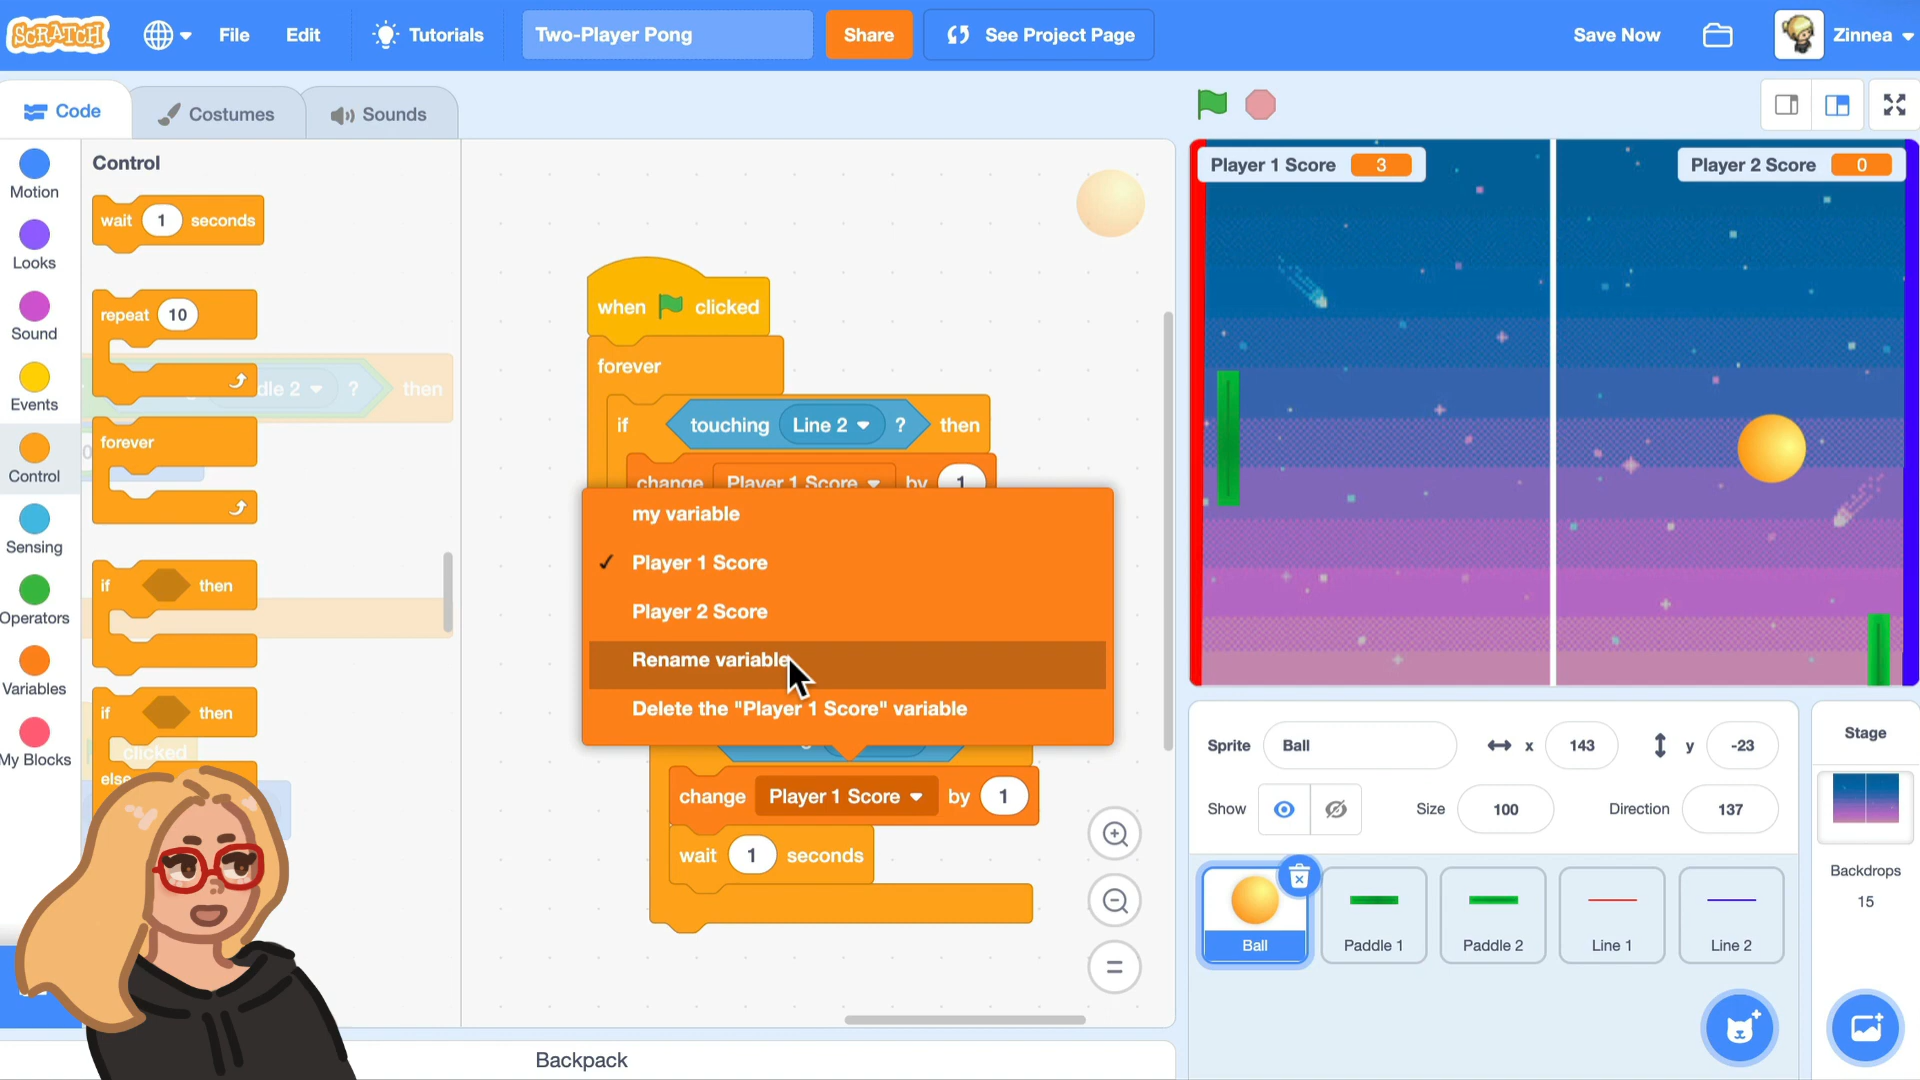 SCRATCH
File
Edit
Tutorials
Two-Player Pong
Share
See Project Page
Save Now
Zinnea
Code
Costumes
Sounds
Motion
Looks
Sound
Events
Control
Sensing
Operators
Variables
My Blocks
Control
wait 1 seconds
repeat 10
dle 2 ? then
forever
if then
if then
clicked
else
when clicked
forever
if touching Line 2 ? then
change Player 1 Score by 1
my variable
✓ Player 1 Score
Player 2 Score
Rename variable
Delete the "Player 1 Score" variable
change Player 1 Score by 1
wait 1 seconds
Backpack
Player 1 Score 3
Player 2 Score 0
Sprite Ball x 143 y -23
Show Size 100 Direction 137
Ball
Paddle 1
Paddle 2
Line 1
Line 2
Stage
Backdrops
15